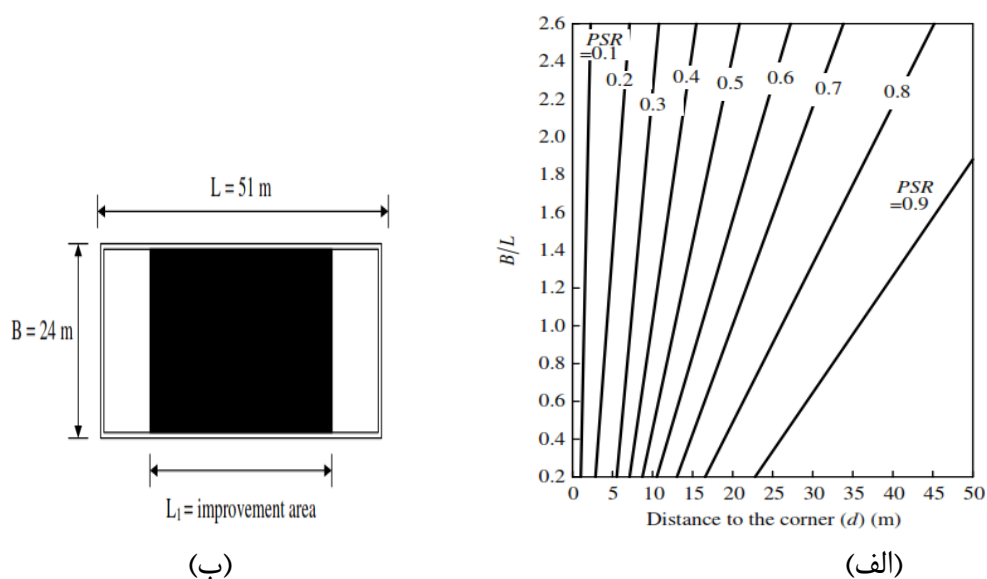 L = 51 m
B = 24 m
L₁ = improvement area
(ب)
2.6
2.4
2.2
2.0
1.8
1.6
1.4
1.2
1.0
0.8
0.6
0.4
0.2
B/L
PSR
=0.1
0.2
0.3
0.4
0.5
0.6
0.7
0.8
PSR
=0.9
0 5 10 15 20 25 30 35 40 45 50
Distance to the corner (d) (m)
(الف)